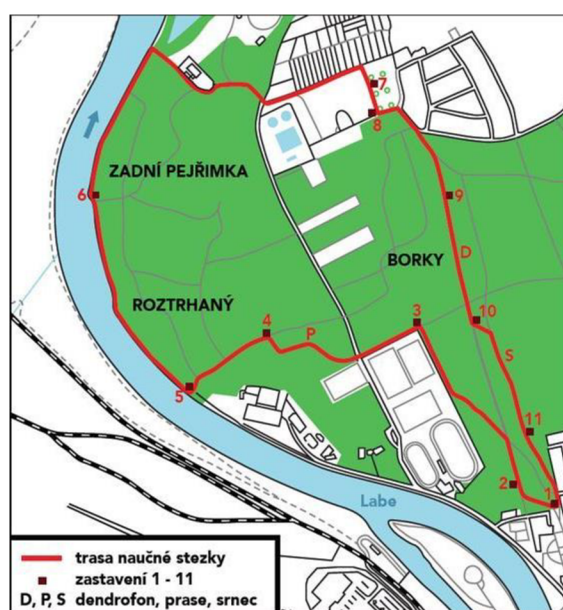 7
8
ZADNÍ PEJŘIMKA
6
9
D
BORKY
ROZTRHANÝ
3
10
4
P
S
5
11
2
1
Labe
trasa naučné stezky
zastavení 1 - 11
D, P, S dendrofon, prase, srnec